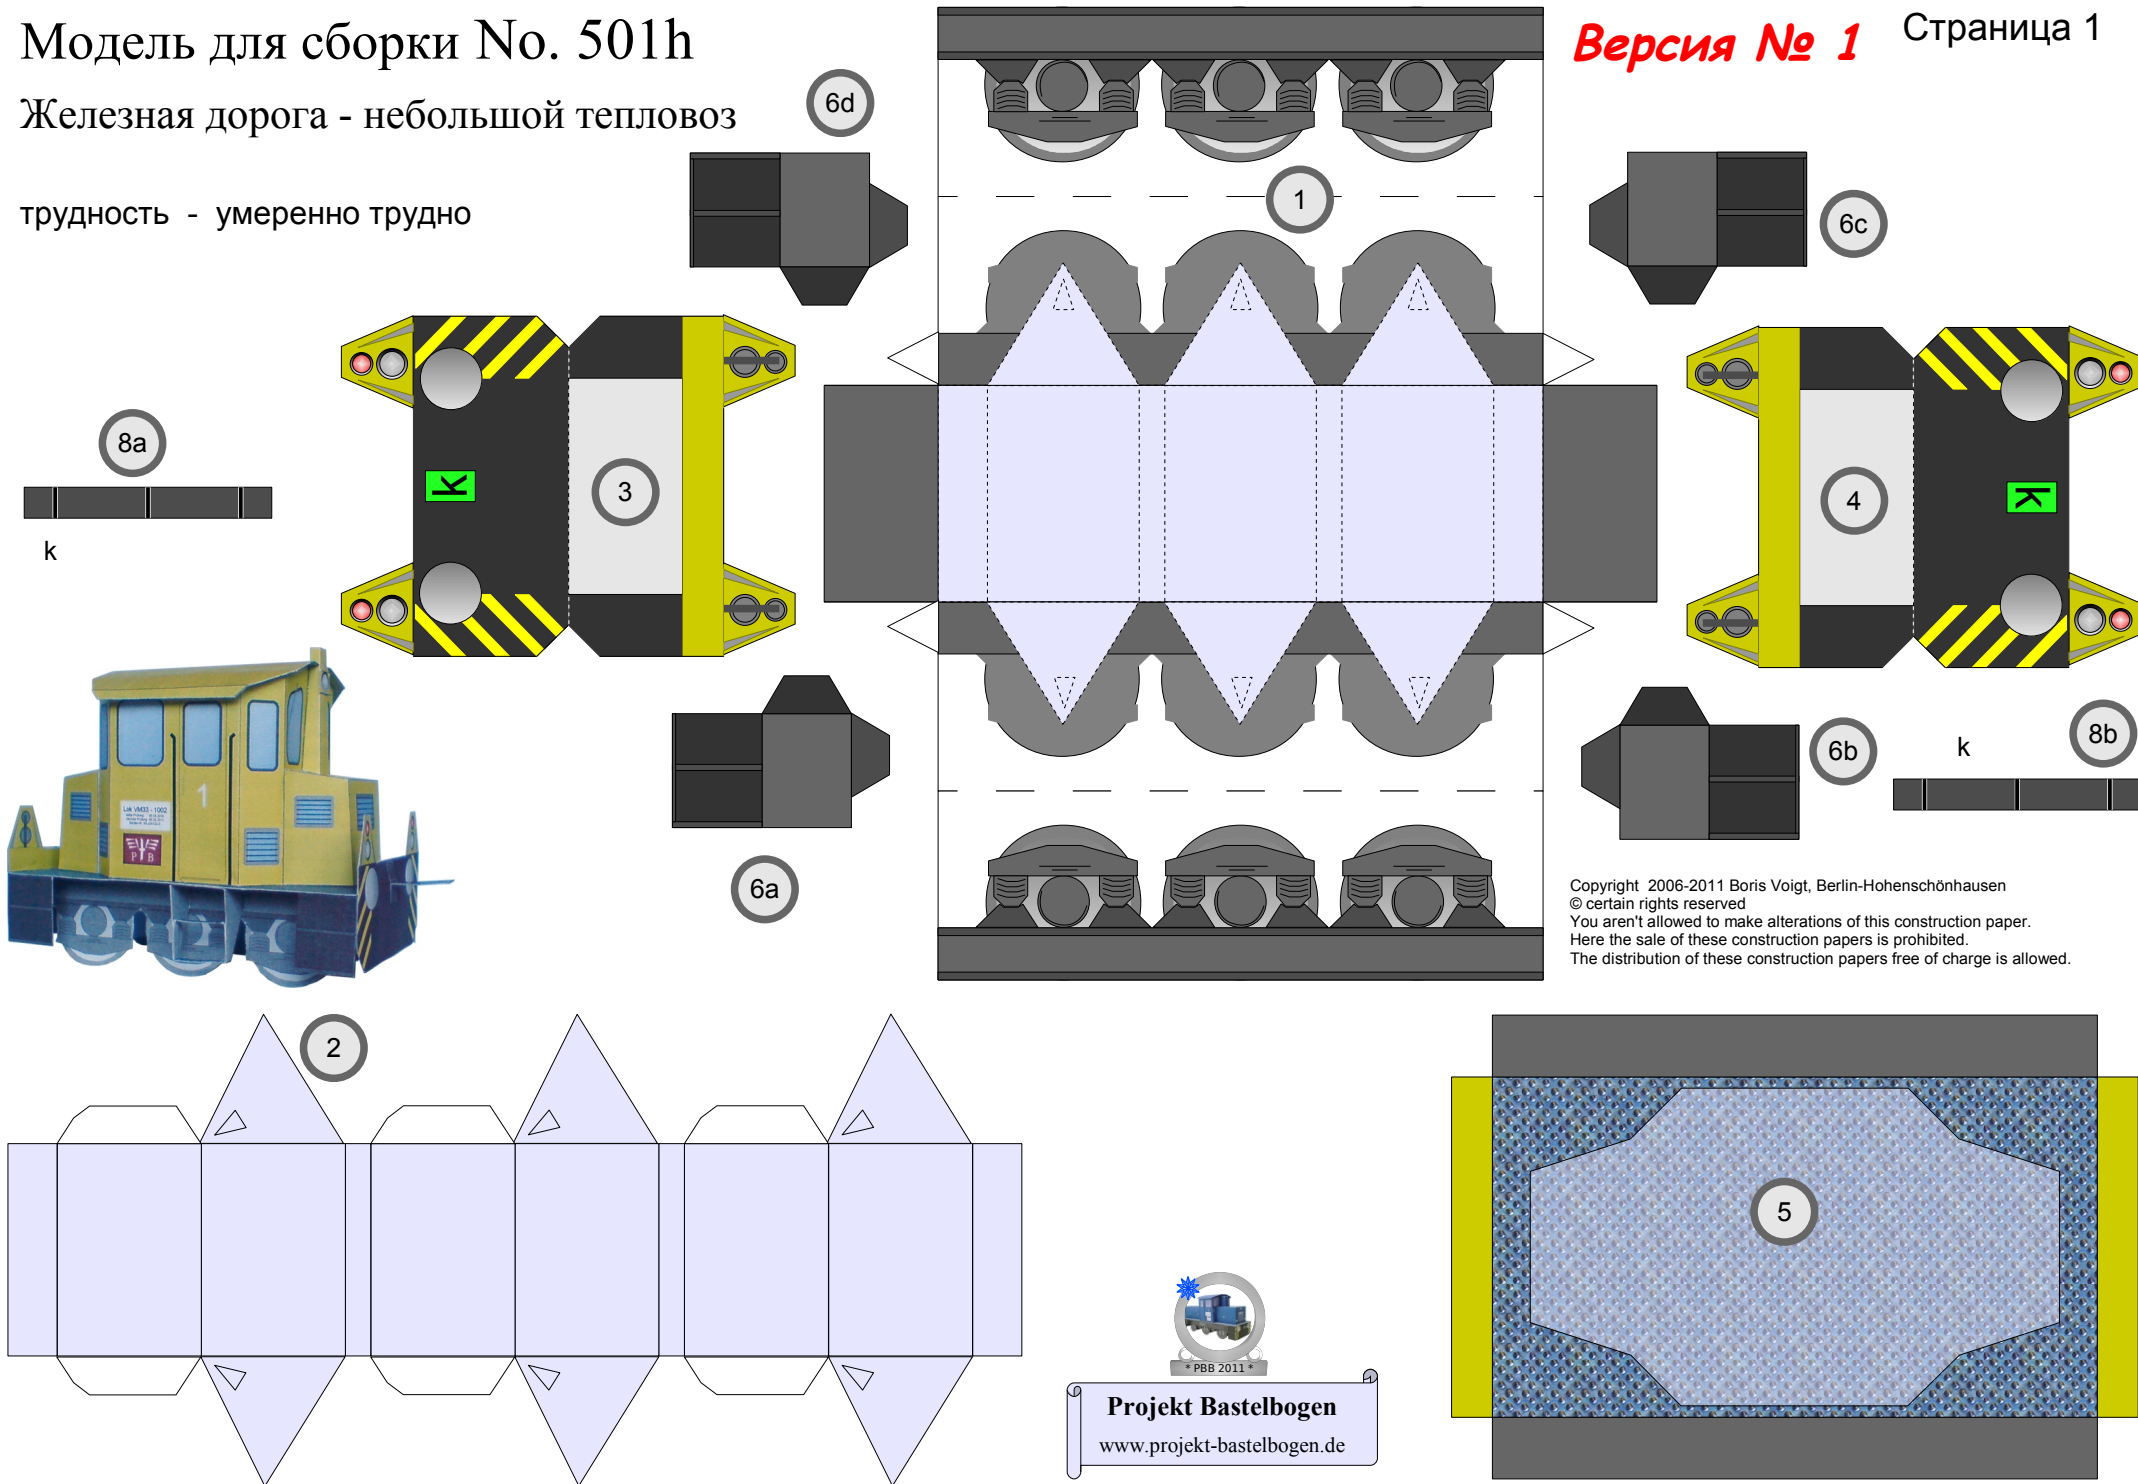 Модель для сборки No. 501h
Версия № 1
Страница 1
Железная дорога - небольшой тепловоз
трудность - умеренно трудно
6d
1
6c
8a
k
k
3
4
k
6a
6b
k
8b
Lok VM33 - 1002
1
P B
Copyright 2006-2011 Boris Voigt, Berlin-Hohenschönhausen
© certain rights reserved
You aren't allowed to make alterations of this construction paper.
Here the sale of these construction papers is prohibited.
The distribution of these construction papers free of charge is allowed.
2
5
* PBB 2011 *
Projekt Bastelbogen
www.projekt-bastelbogen.de